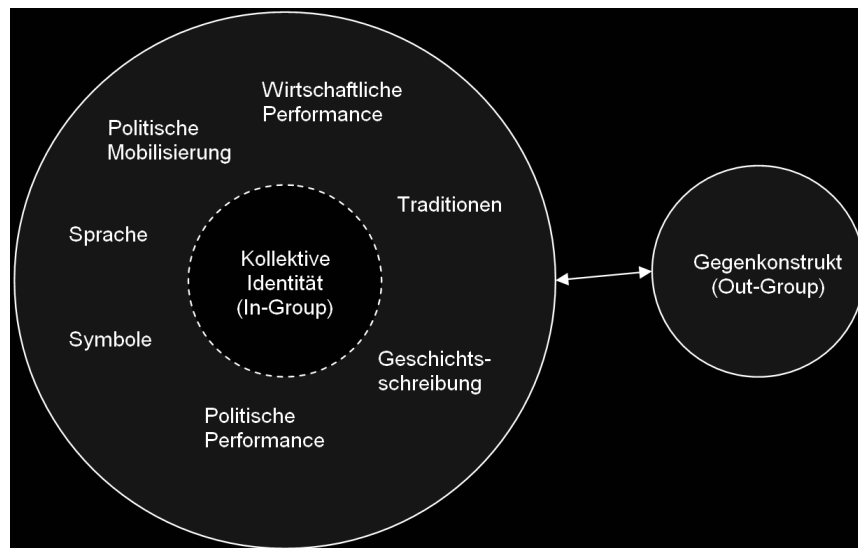 Wirtschaftliche
Performance
Politische
Mobilisierung
Traditionen
Sprache
Kollektive
Identität
(In-Group)
Gegenkonstrukt
(Out-Group)
Symbole
Geschichts-
schreibung
Politische
Performance